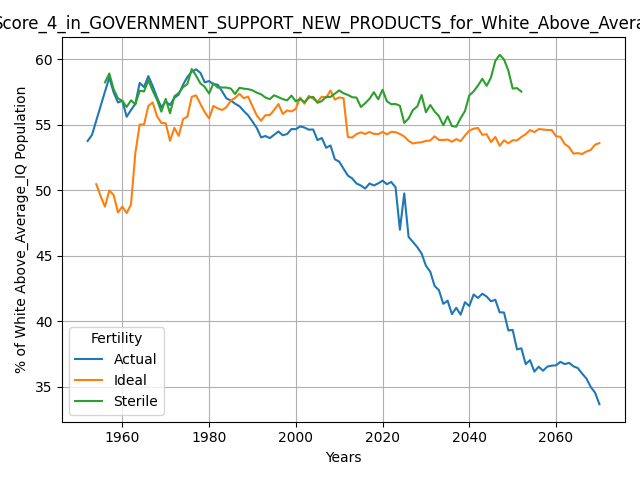 Score_4_in_GOVERNMENT_SUPPORT_NEW_PRODUCTS_for_White_Above_Avera
% of White Above_Average_IQ Population
60
55
50
45
40
35
Fertility
Actual
Ideal
Sterile
1960
1980
2000
2020
2040
2060
Years